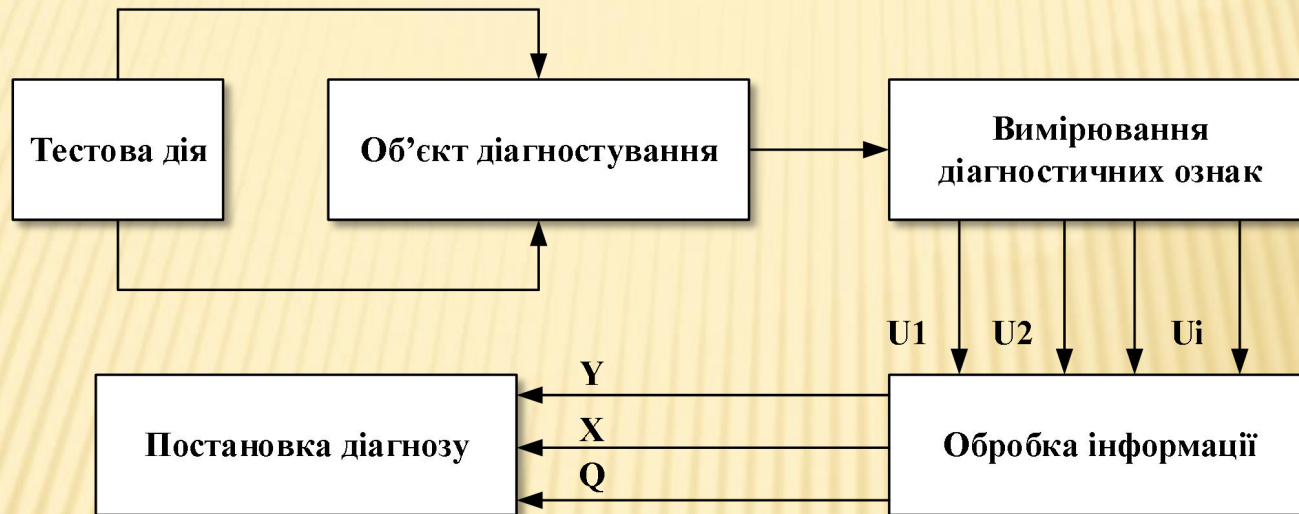 Тестова дія
Об’єкт діагностування
Вимірювання
діагностичних ознак
U1
U2
Ui
Y
X
Q
Постановка діагнозу
Обробка інформації